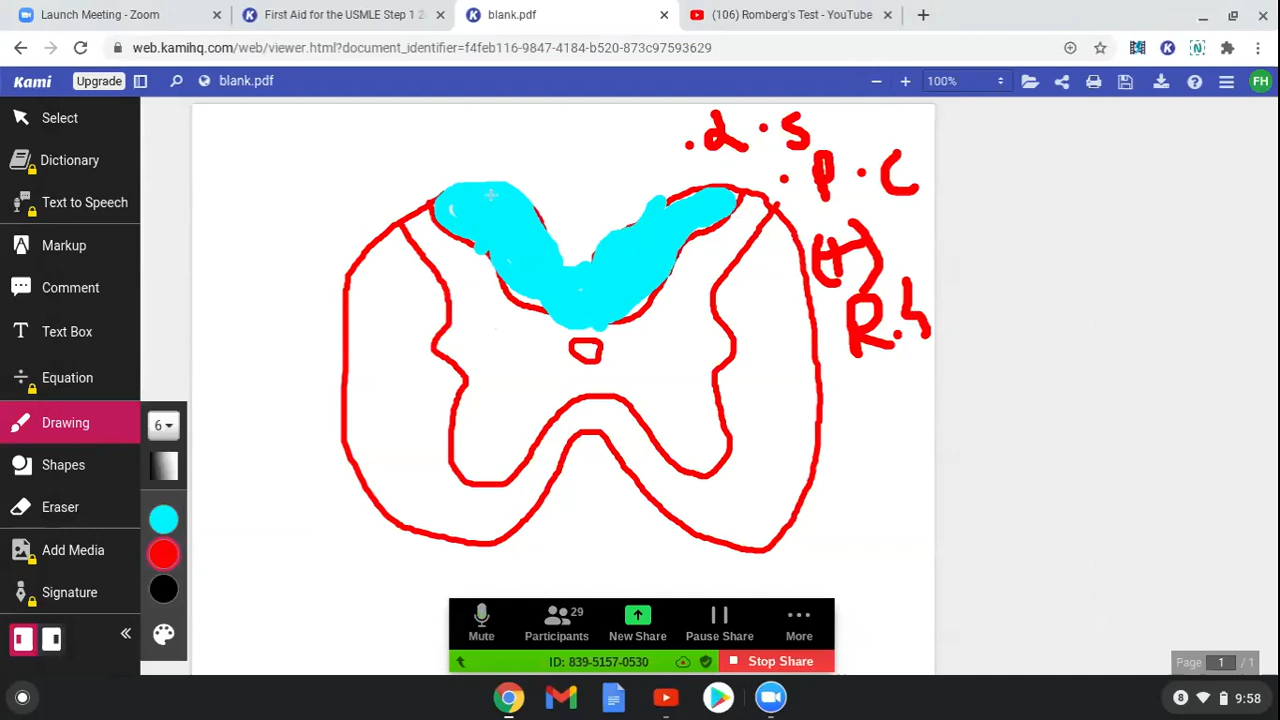 Launch Meeting - Zoom
First Aid for the USMLE Step 1 2
blank.pdf
(106) Romberg's Test - YouTube
web.kamihq.com/web/viewer.html?document_identifier=f4feb116-9847-4184-b520-873c97593629
Kami Upgrade blank.pdf 100% FH
Select
Dictionary
Text to Speech
Markup
Comment
Text Box
Equation
Drawing
Shapes
Eraser
Add Media
Signature
6
. d . s
. p . c
(+)
R.s
Mute Participants 29 New Share Pause Share More
ID: 839-5157-0530 Stop Share
Page 1 / 1
8 9:58